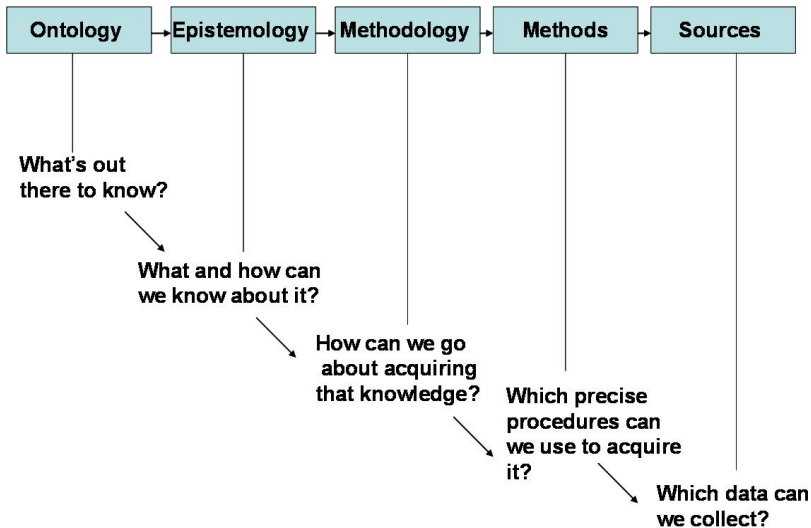 Ontology
Epistemology
Methodology
Methods
Sources
What's out
there to know?
What and how can
we know about it?
How can we go
about acquiring
that knowledge?
Which precise
procedures can
we use to acquire
it?
Which data can
we collect?